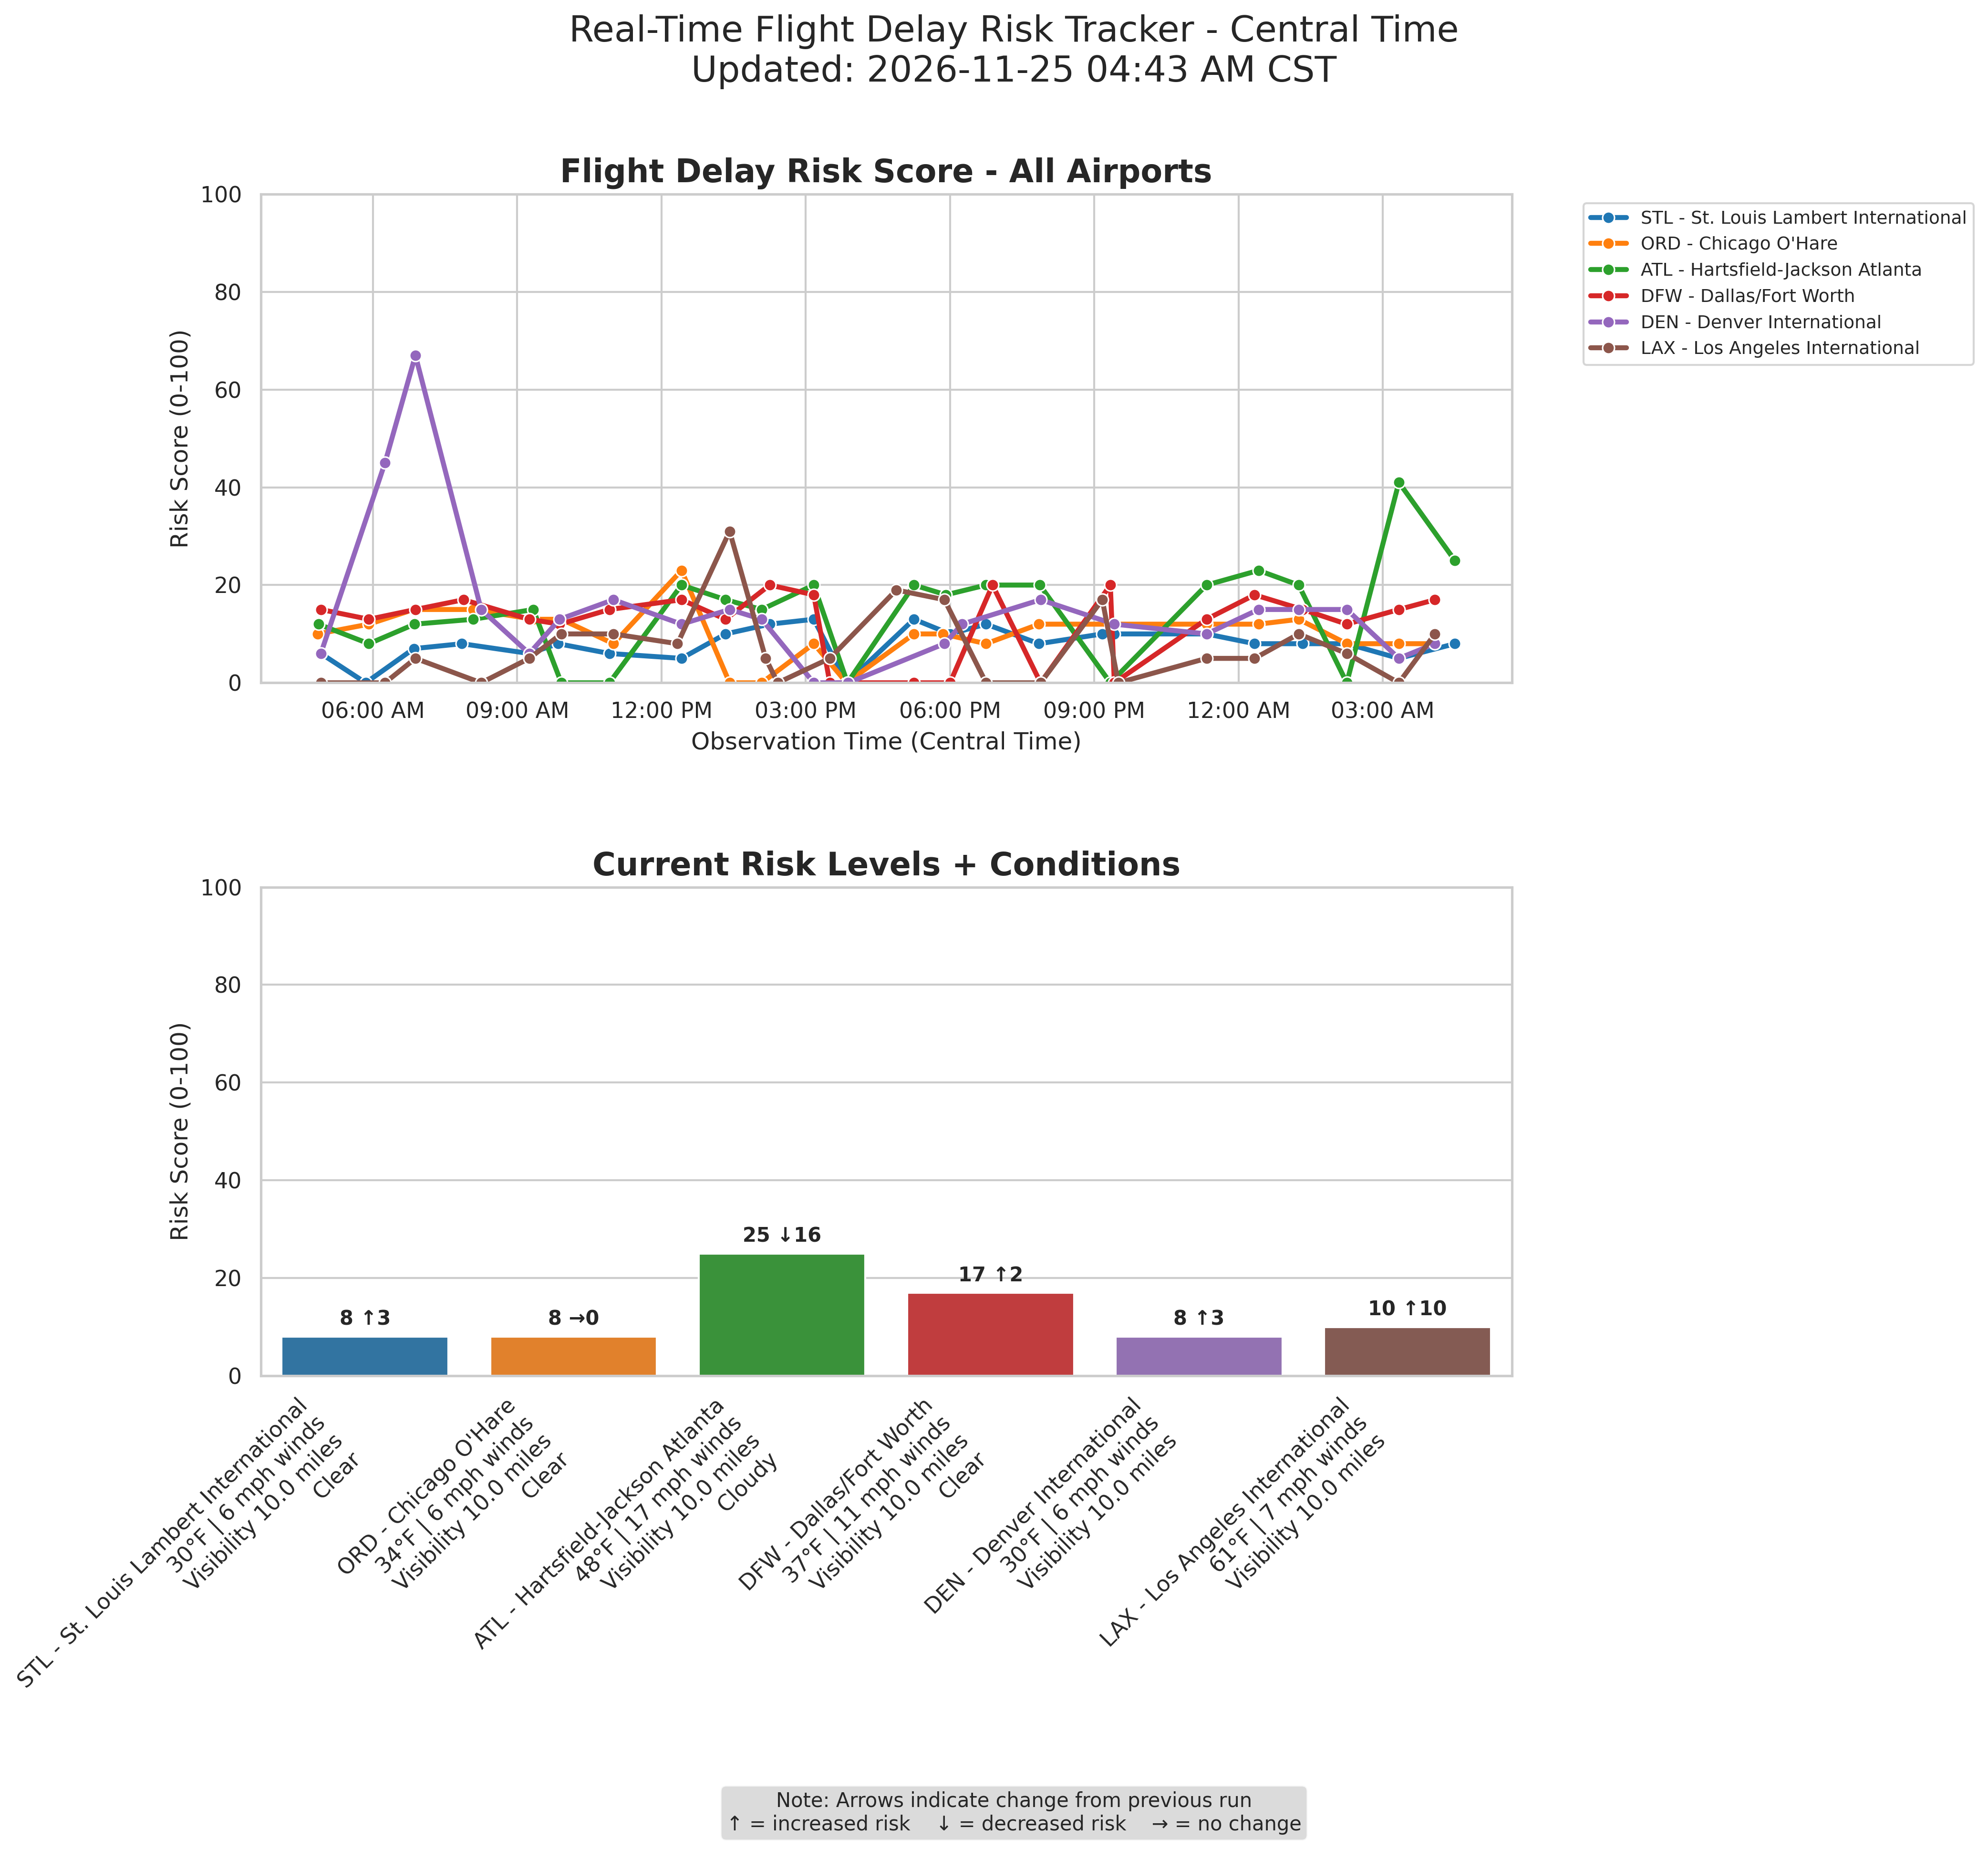 Real-Time Flight Delay Risk Tracker - Central Time
Updated: 2026-11-25 04:43 AM CST
Flight Delay Risk Score - All Airports
100
80
60
40
20
0
Risk Score (0-100)
06:00 AM
09:00 AM
12:00 PM
03:00 PM
06:00 PM
09:00 PM
12:00 AM
03:00 AM
Observation Time (Central Time)
STL - St. Louis Lambert International
ORD - Chicago O'Hare
ATL - Hartsfield-Jackson Atlanta
DFW - Dallas/Fort Worth
DEN - Denver International
LAX - Los Angeles International
Current Risk Levels + Conditions
100
80
60
40
20
0
Risk Score (0-100)
8 ↑3
8 →0
25 ↓16
17 ↑2
8 ↑3
10 ↑10
STL - St. Louis Lambert International
30°F | 6 mph winds
Visibility 10.0 miles
Clear
ORD - Chicago O'Hare
34°F | 6 mph winds
Visibility 10.0 miles
Clear
ATL - Hartsfield-Jackson Atlanta
48°F | 17 mph winds
Visibility 10.0 miles
Cloudy
DFW - Dallas/Fort Worth
37°F | 11 mph winds
Visibility 10.0 miles
Clear
DEN - Denver International
30°F | 6 mph winds
Visibility 10.0 miles
LAX - Los Angeles International
61°F | 7 mph winds
Visibility 10.0 miles
Note: Arrows indicate change from previous run
↑ = increased risk ↓ = decreased risk → = no change